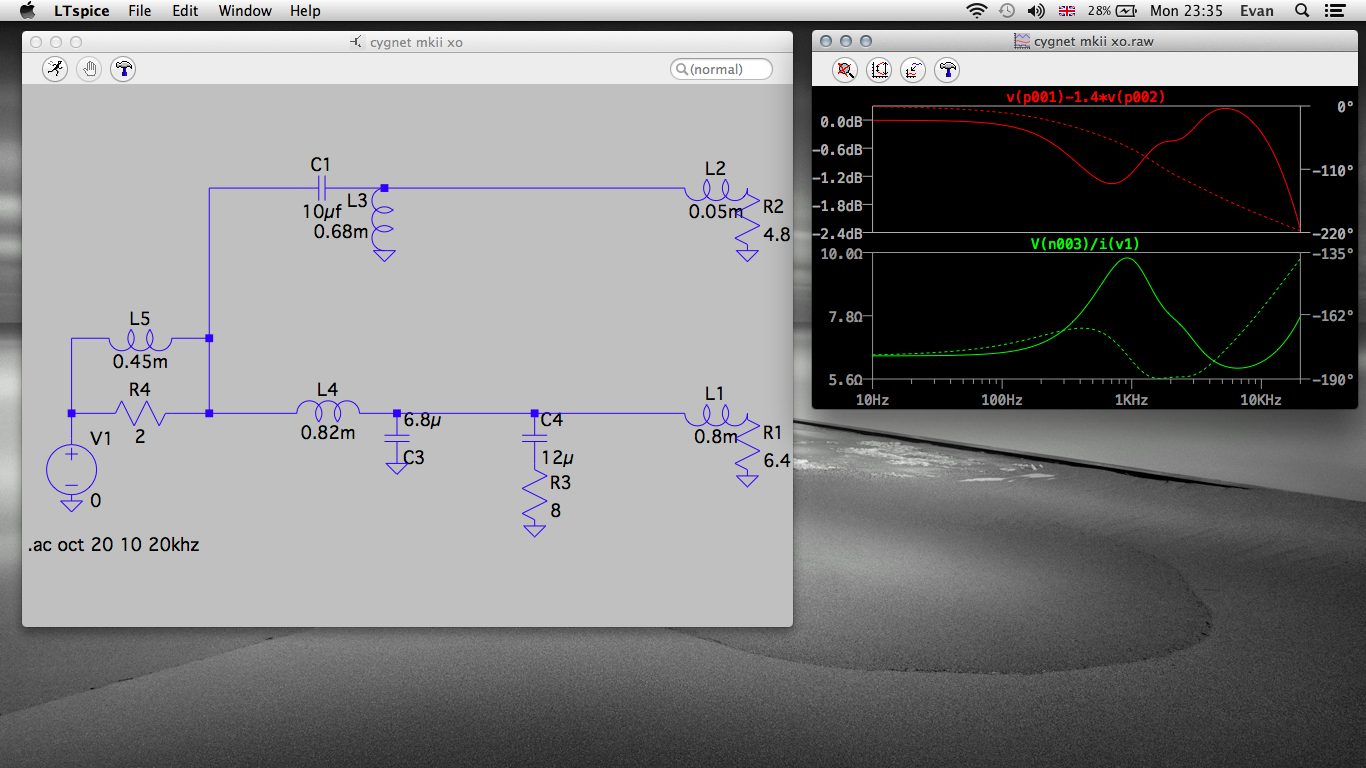 LTspice File Edit Window Help 28% Mon 23:35 Evan
cygnet mkii xo
(normal)
C1
10µf
L3
0.68m
L2
0.05m
R2
4.8
L5
0.45m
R4
2
V1
0
L4
0.82m
6.8µ
C3
C4
12µ
R3
8
L1
0.8m
R1
6.4
.ac oct 20 10 20khz
cygnet mkii xo.raw
v(p001)-1.4*v(p002)
0.0dB
-0.6dB
-1.2dB
-1.8dB
-2.4dB
0°
-110°
-220°
V(n003)/i(v1)
10.0Ω
7.8Ω
5.6Ω
-135°
-162°
-190°
10Hz 100Hz 1KHz 10KHz